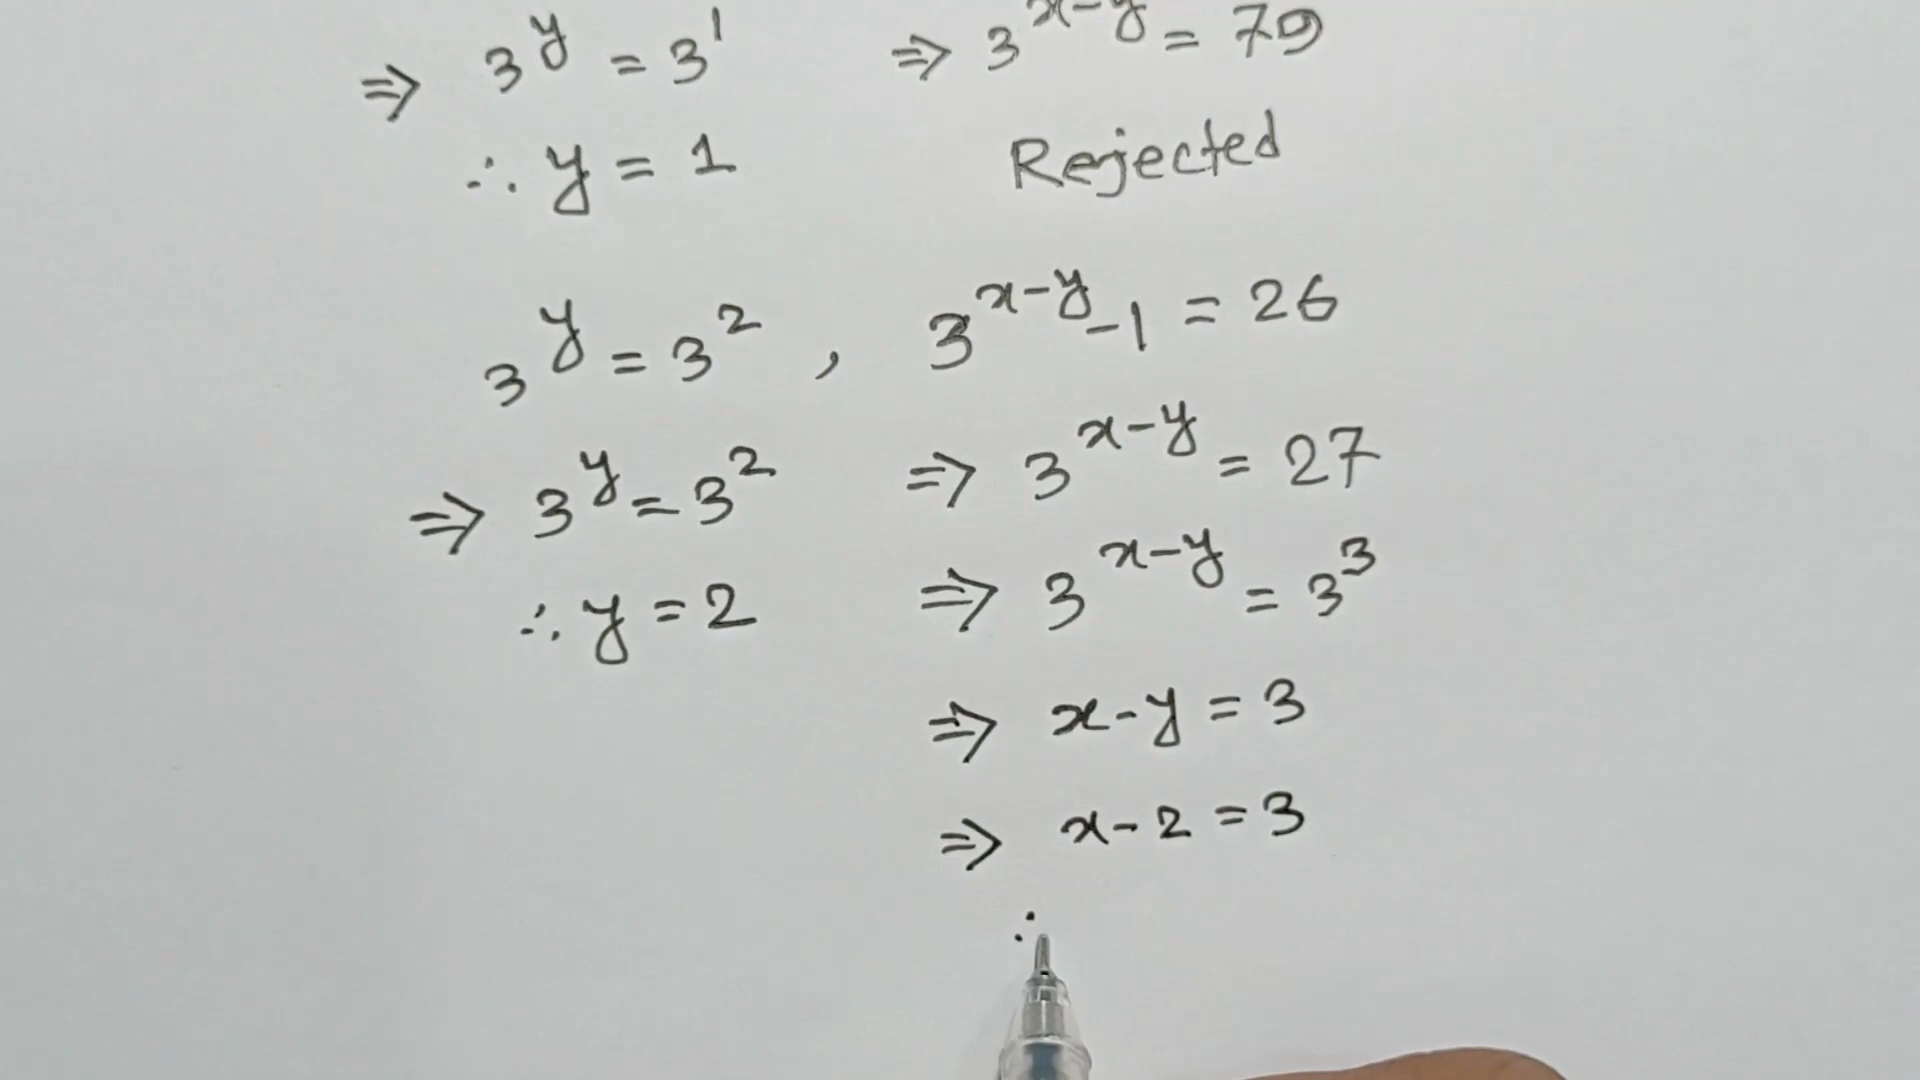 ⇒ 3^y = 3^1 ⇒ 3^{x-y} = 79
∴ y = 1 Rejected
3^y = 3^2 , 3^{x-y} - 1 = 26
⇒ 3^y = 3^2 ⇒ 3^{x-y} = 27
∴ y = 2 ⇒ 3^{x-y} = 3^3
⇒ x - y = 3
⇒ x - 2 = 3